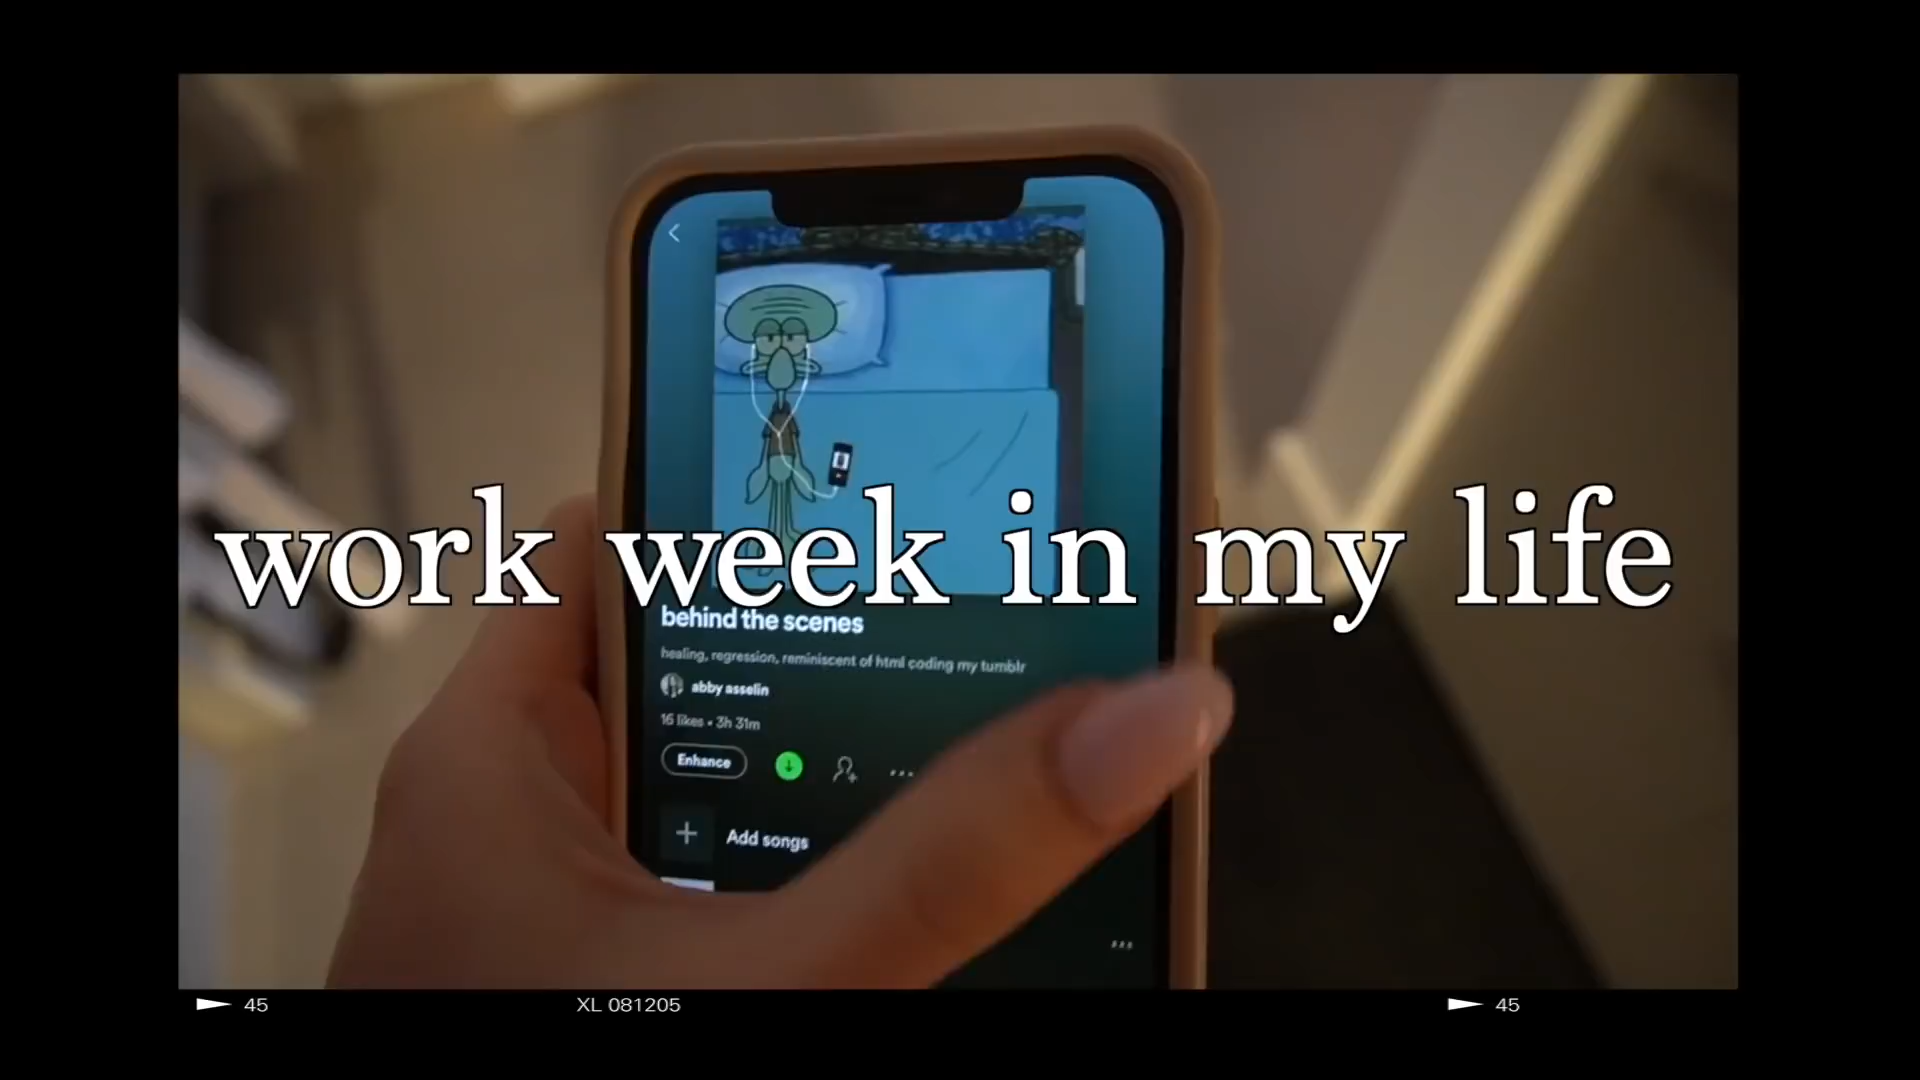 work week in my life
behind the scenes
healing, regression, reminiscent of html coding my tumblr
abby asselin
16 likes • 3h 31m
Enhance
Add songs
45
XL 081205
45